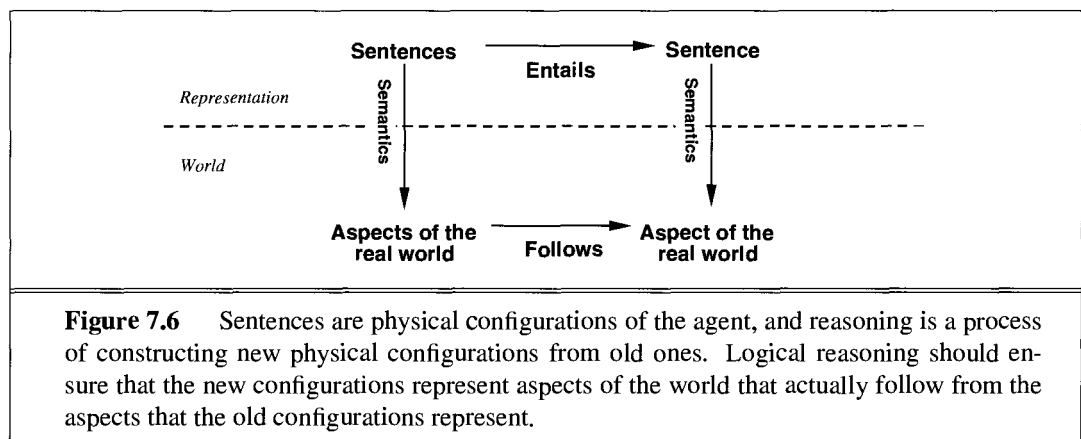 Sentences Sentence
Entails
Semantics Semantics
Representation
World
Aspects of the Aspect of the
real world Follows real world
Figure 7.6 Sentences are physical configurations of the agent, and reasoning is a process
of constructing new physical configurations from old ones. Logical reasoning should en-
sure that the new configurations represent aspects of the world that actually follow from the
aspects that the old configurations represent.